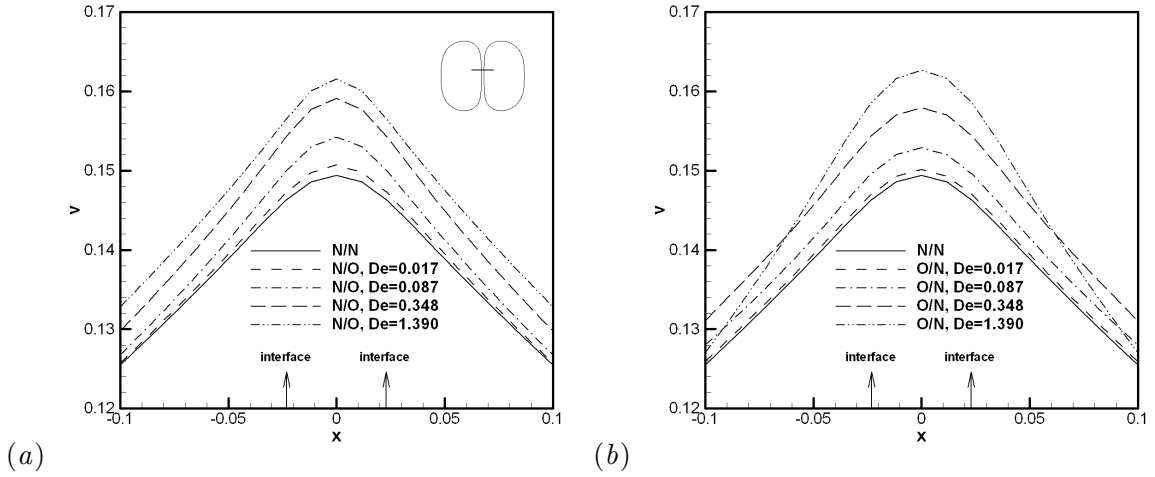 0.17
0.16
0.15
0.14
0.13
0.12
v
N/N
N/O, De=0.017
N/O, De=0.087
N/O, De=0.348
N/O, De=1.390
interface interface
-0.1 -0.05 0 0.05 0.1
x
(a)
0.17
0.16
0.15
0.14
0.13
0.12
v
N/N
O/N, De=0.017
O/N, De=0.087
O/N, De=0.348
O/N, De=1.390
interface interface
-0.1 -0.05 0 0.05 0.1
x
(b)